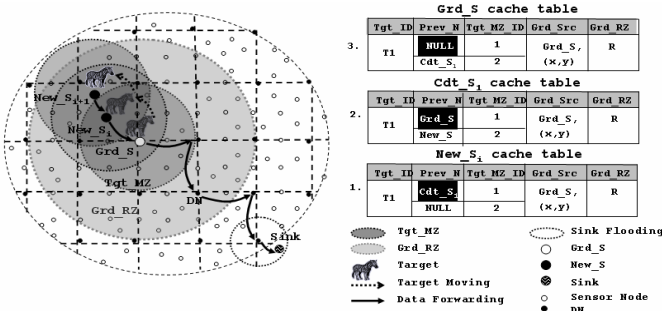 New_Si+1
New_Si
Grd_S
Tgt_MZ
Grd_RZ
DN
Sink
Grd_S cache table
Tgt_ID Prev_N Tgt_MZ_ID Grd_Src Grd_RZ
3. T1 NULL 1 Grd_S, R
Cdt_Si 2 (x,y)
Cdt_Si cache table
Tgt_ID Prev_N Tgt_MZ_ID Grd_Src Grd_RZ
2. T1 Grd_S 1 Grd_S, R
New_S 2 (x,y)
New_Si cache table
Tgt_ID Prev_N Tgt_MZ_ID Grd_Src Grd_RZ
1. T1 Cdt_Si 1 Grd_S, R
NULL 2 (x,y)
Tgt_MZ
Grd_RZ
Target
Target Moving
Data Forwarding
Sink Flooding
Grd_S
New_S
Sink
Sensor Node
DN